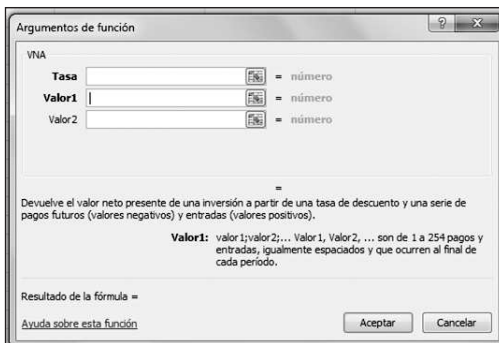 Argumentos de función
VNA
Tasa = número
Valor1 = número
Valor2 = número
=
Devuelve el valor neto presente de una inversión a partir de una tasa de descuento y una serie de
pagos futuros (valores negativos) y entradas (valores positivos).
Valor1: valor1;valor2;... Valor1, Valor2, ... son de 1 a 254 pagos y
entradas, igualmente espaciados y que ocurren al final de
cada período.
Resultado de la fórmula =
Ayuda sobre esta función
Aceptar Cancelar